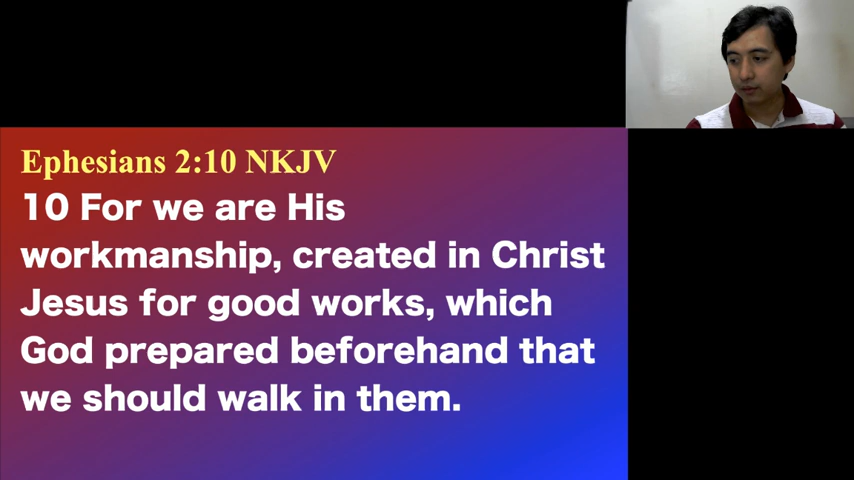 Ephesians 2:10 NKJV
10 For we are His
workmanship, created in Christ
Jesus for good works, which
God prepared beforehand that
we should walk in them.